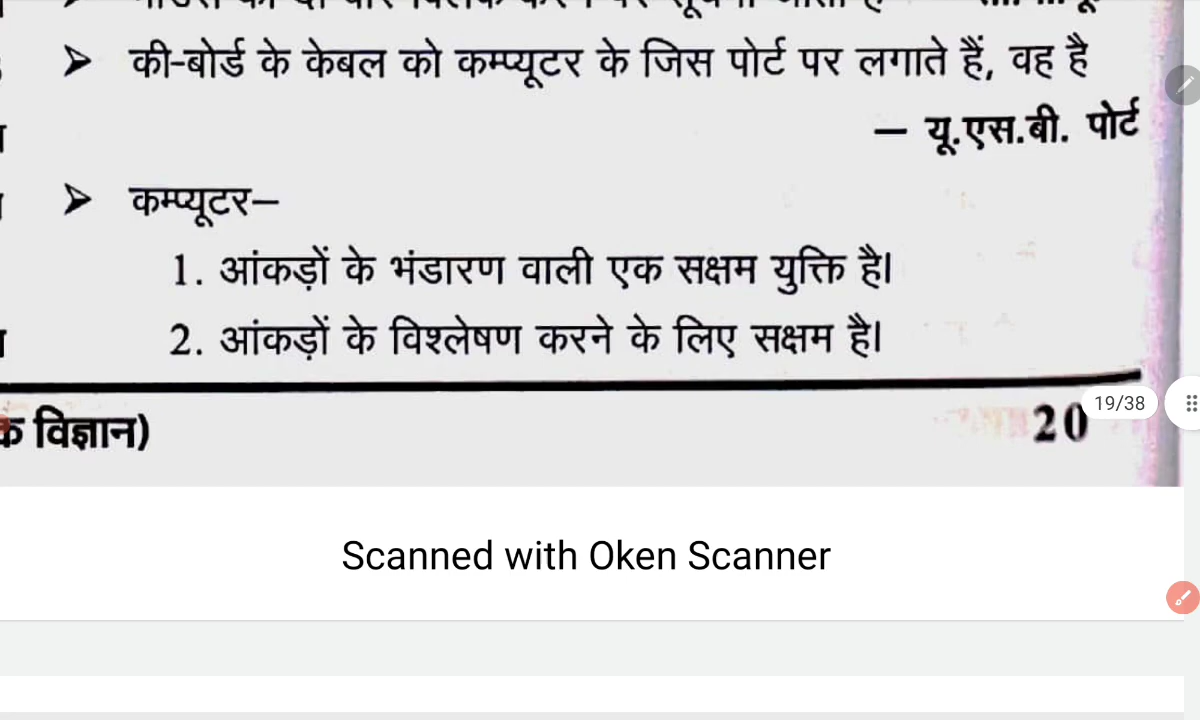 ➤ की-बोर्ड के केबल को कम्प्यूटर के जिस पोर्ट पर लगाते हैं, वह है
— यू.एस.बी. पोर्ट
➤ कम्प्यूटर—
1. आंकड़ों के भंडारण वाली एक सक्षम युक्ति है।
2. आंकड़ों के विश्लेषण करने के लिए सक्षम है।
विज्ञान)
20
19/38
Scanned with Oken Scanner